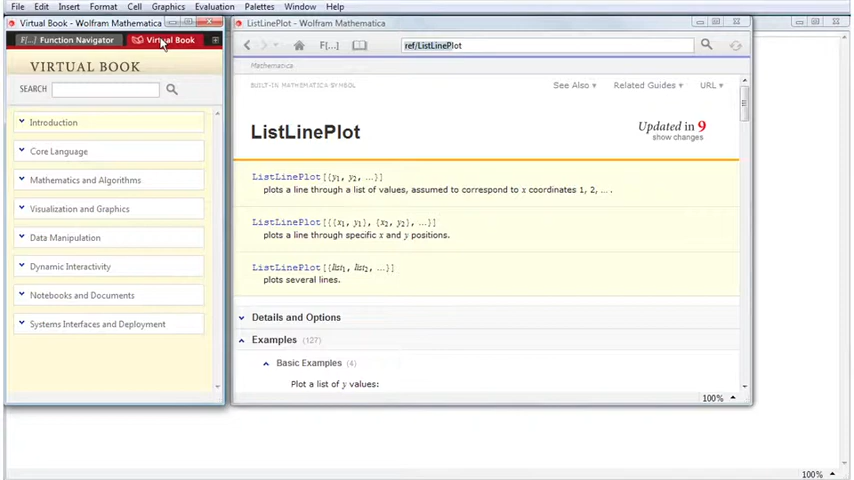 File Edit Insert Format Cell Graphics Evaluation Palettes Window Help
Virtual Book - Wolfram Mathematica
F[...] Function Navigator Virtual Book
VIRTUAL BOOK
SEARCH
Introduction
Core Language
Mathematics and Algorithms
Visualization and Graphics
Data Manipulation
Dynamic Interactivity
Notebooks and Documents
Systems Interfaces and Deployment
ListLinePlot - Wolfram Mathematica
F[...] ref/ListLinePlot
Mathematica
BUILT-IN MATHEMATICA SYMBOL
See Also Related Guides URL
ListLinePlot
Updated in 9
show changes
ListLinePlot[{y₁, y₂, ...}]
plots a line through a list of values, assumed to correspond to x coordinates 1, 2, ... .
ListLinePlot[{{x₁, y₁}, {x₂, y₂}, ...}]
plots a line through specific x and y positions.
ListLinePlot[{list₁, list₂, ...}]
plots several lines.
Details and Options
Examples (127)
Basic Examples (4)
Plot a list of y values:
100%
100%